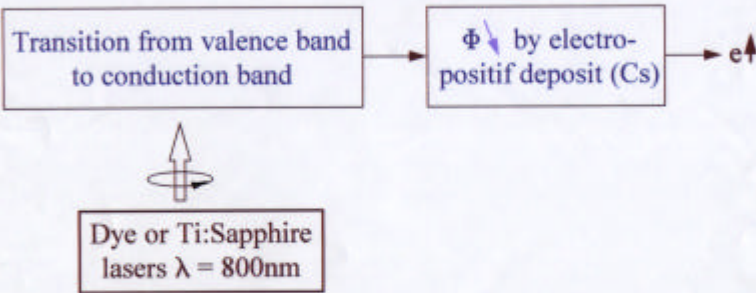 Transition from valence band
to conduction band
Φ↘ by electro-
positif deposit (Cs)
e↑
Dye or Ti:Sapphire
lasers λ = 800nm